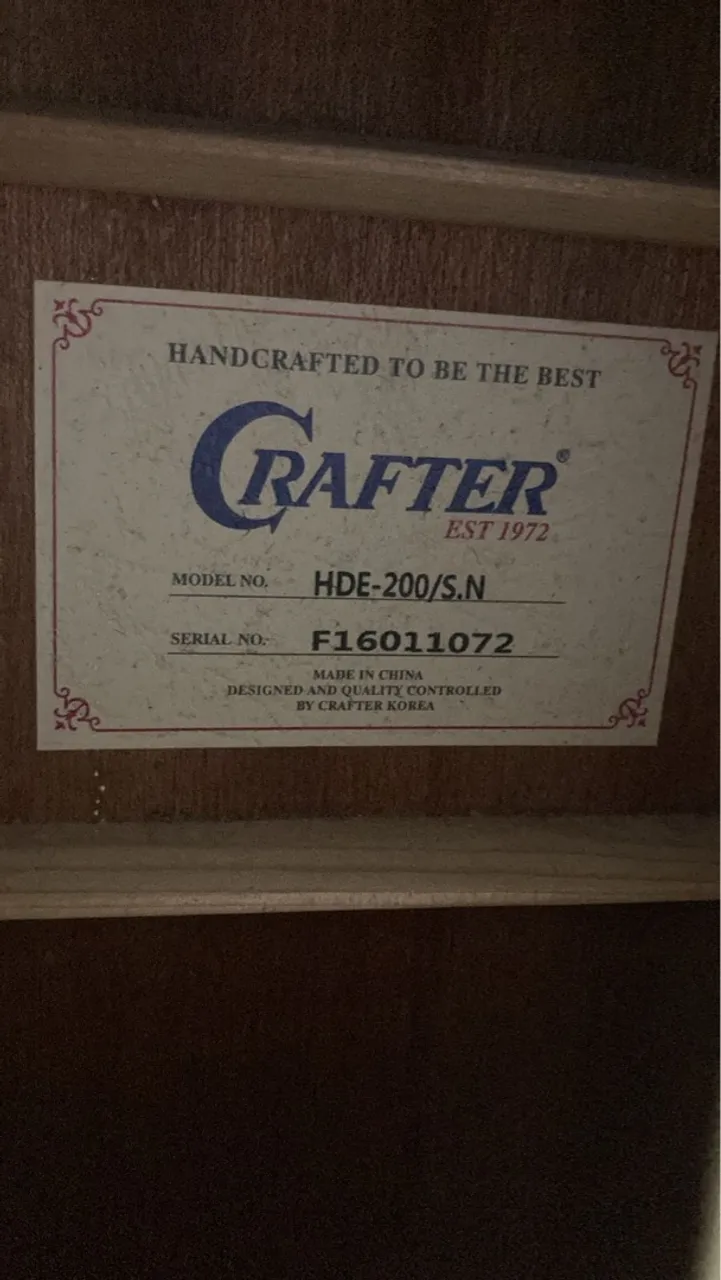 HANDCRAFTED TO BE THE BEST
CRAFTER®
EST 1972
MODEL NO. HDE-200/S.N
SERIAL NO. F16011072
MADE IN CHINA
DESIGNED AND QUALITY CONTROLLED
BY CRAFTER KOREA